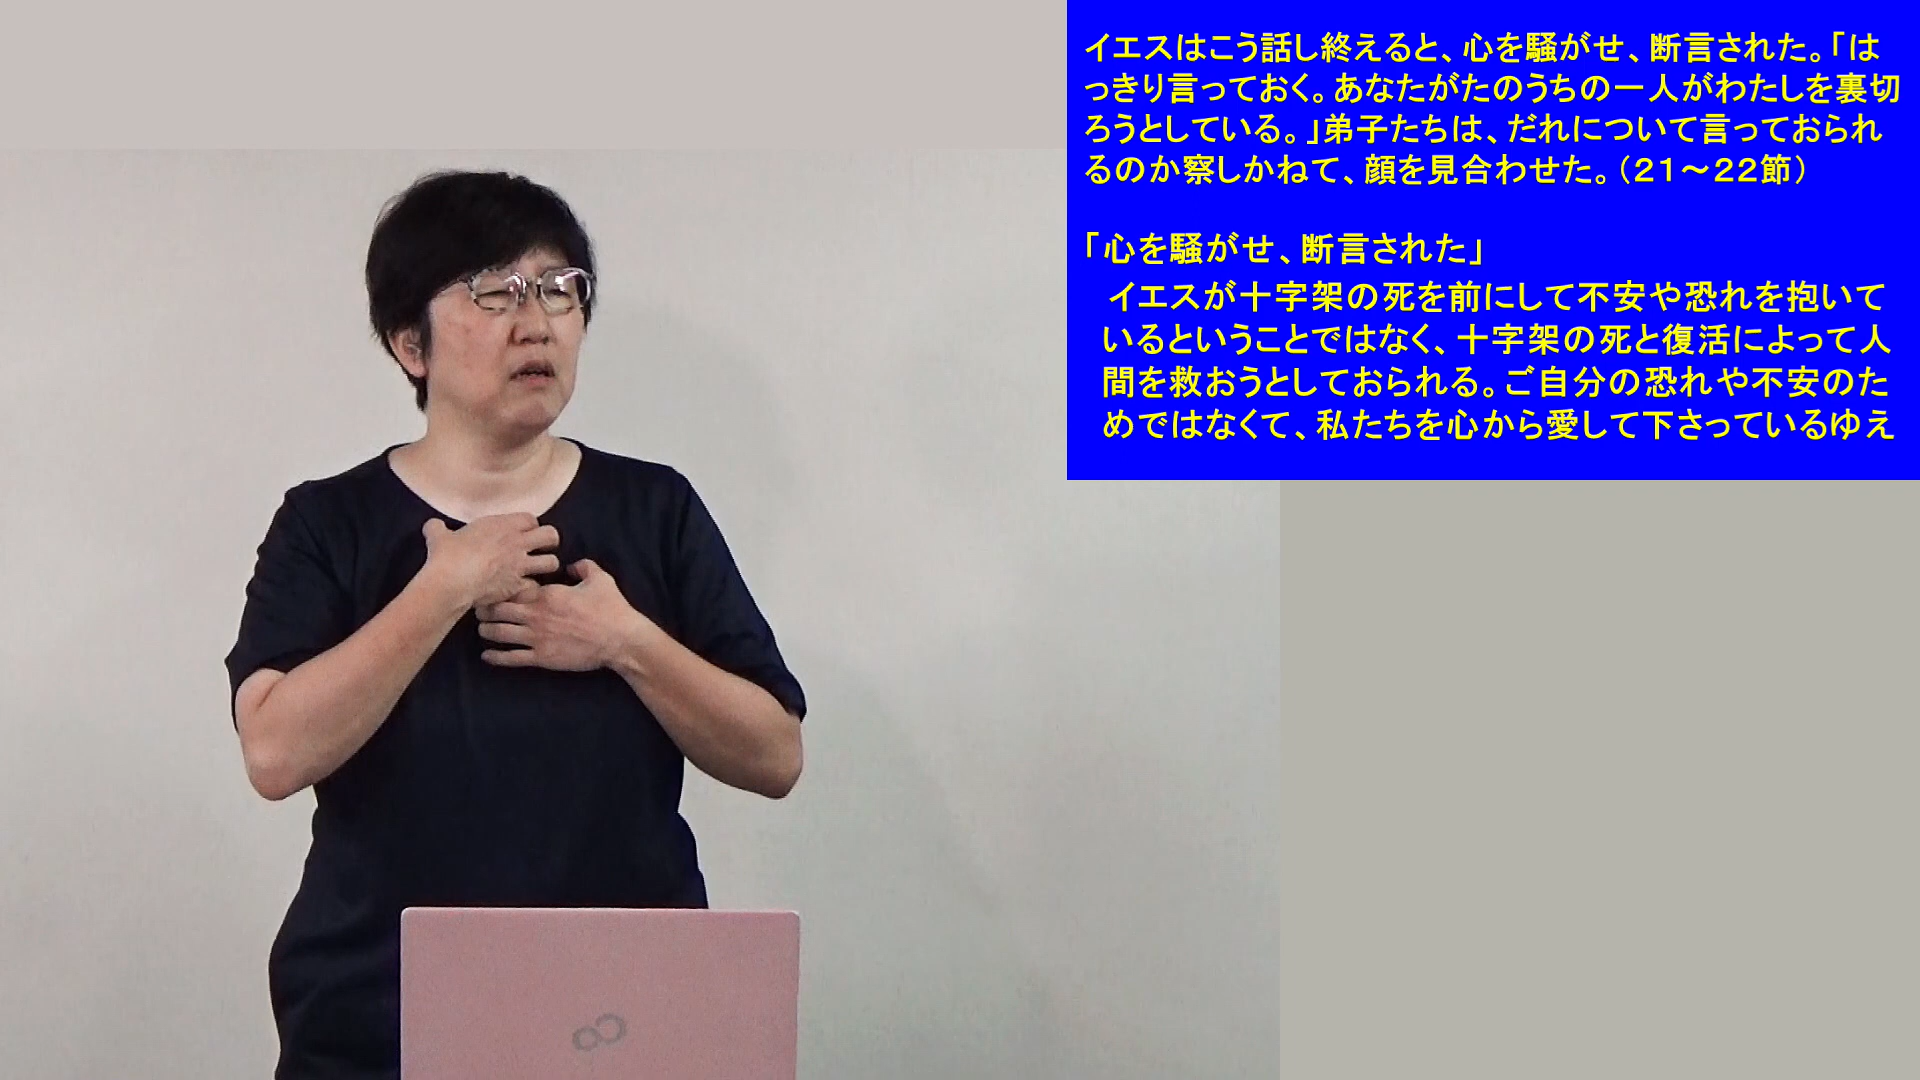 イエスはこう話し終えると、心を騒がせ、断言された。「は
っきり言っておく。あなたがたのうちの一人がわたしを裏切
ろうとしている。」弟子たちは、だれについて言っておられ
るのか察しかねて、顔を見合わせた。（２１～２２節）
「心を騒がせ、断言された」
イエスが十字架の死を前にして不安や恐れを抱いて
いるということではなく、十字架の死と復活によって人
間を救おうとしておられる。ご自分の恐れや不安のた
めではなくて、私たちを心から愛して下さっているゆえ